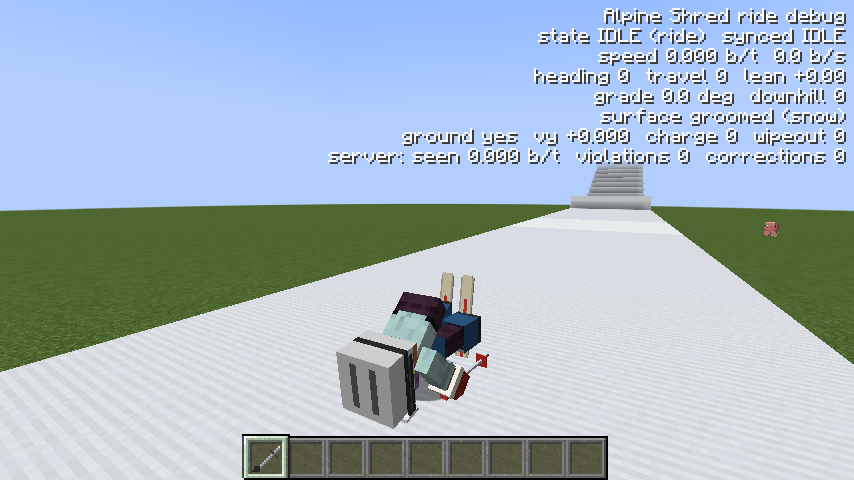 Alpine Shred ride debug
state IDLE (ride) synced IDLE
speed 0.000 b/t 0.0 b/s
heading 0 travel 0 lean +0.00
grade 0.0 deg downhill 0
surface groomed (snow)
ground yes vy +0.000 charge 0 wipeout 0
server: seen 0.000 b/t violations 0 corrections 0